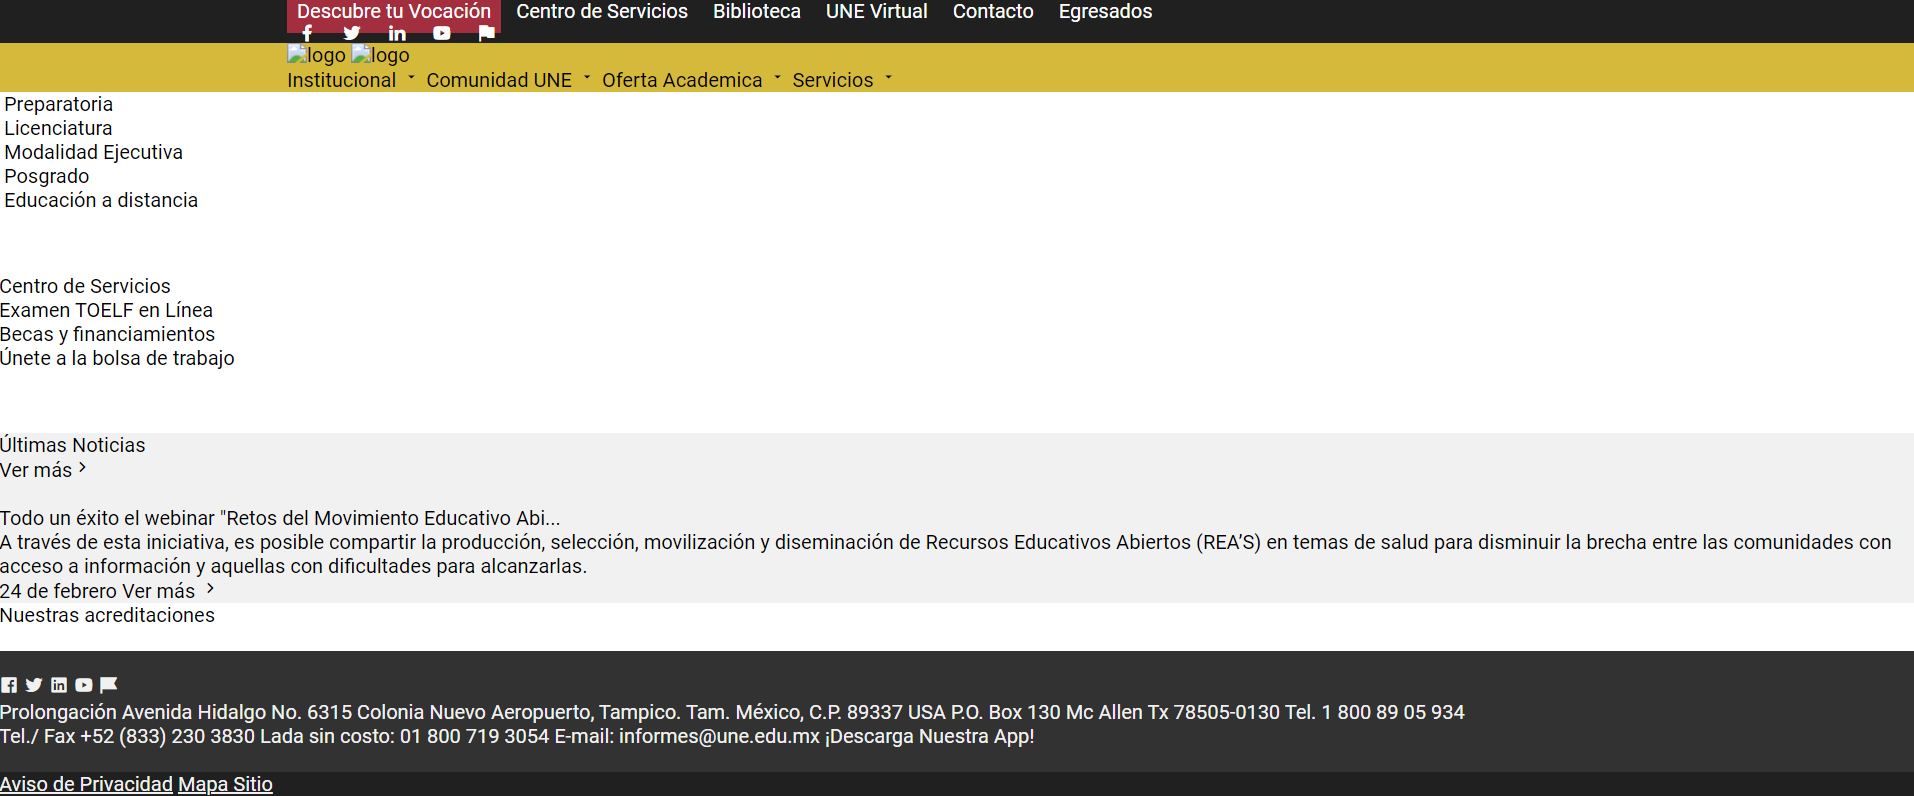 Descubre tu Vocación Centro de Servicios Biblioteca UNE Virtual Contacto Egresados
logo logo
Institucional Comunidad UNE Oferta Academica Servicios
Preparatoria
Licenciatura
Modalidad Ejecutiva
Posgrado
Educación a distancia
Centro de Servicios
Examen TOELF en Línea
Becas y financiamientos
Únete a la bolsa de trabajo
Últimas Noticias
Ver más
Todo un éxito el webinar "Retos del Movimiento Educativo Abi...
A través de esta iniciativa, es posible compartir la producción, selección, movilización y diseminación de Recursos Educativos Abiertos (REA’S) en temas de salud para disminuir la brecha entre las comunidades con
acceso a información y aquellas con dificultades para alcanzarlas.
24 de febrero Ver más
Nuestras acreditaciones
Prolongación Avenida Hidalgo No. 6315 Colonia Nuevo Aeropuerto, Tampico. Tam. México, C.P. 89337 USA P.O. Box 130 Mc Allen Tx 78505-0130 Tel. 1 800 89 05 934
Tel./ Fax +52 (833) 230 3830 Lada sin costo: 01 800 719 3054 E-mail: informes@une.edu.mx ¡Descarga Nuestra App!
Aviso de Privacidad Mapa Sitio